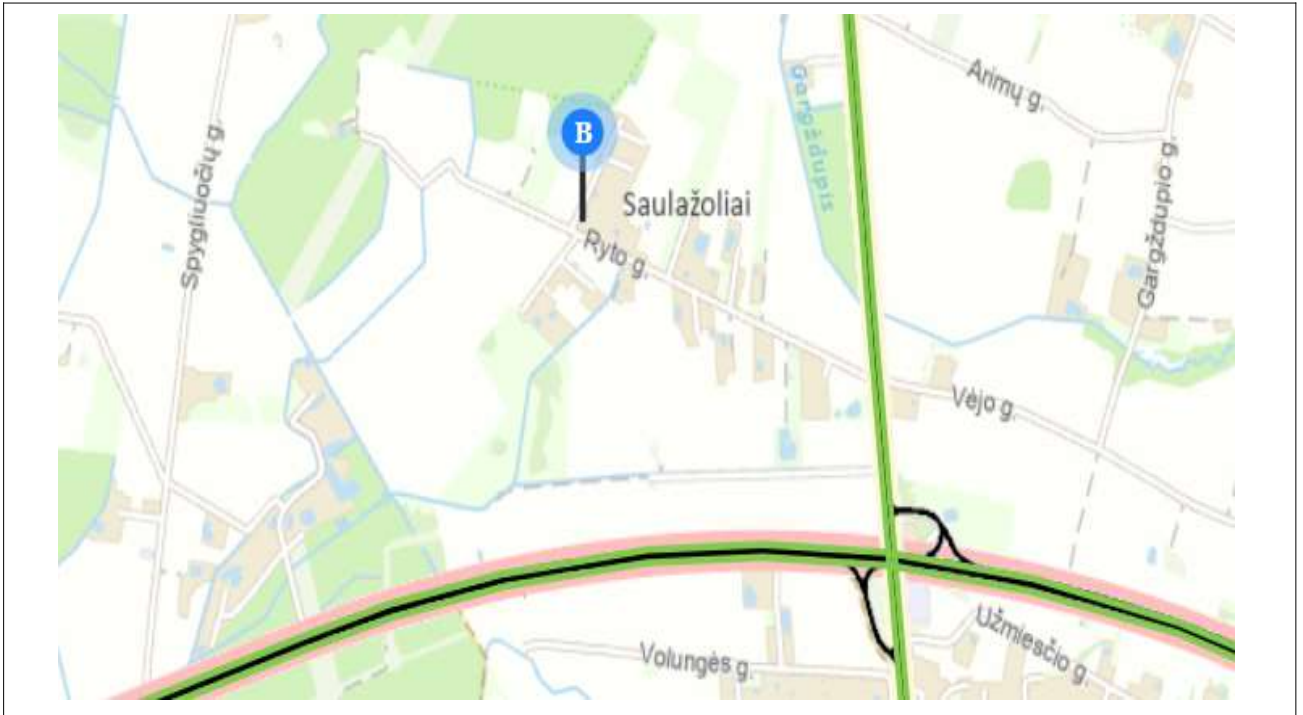 Arimų g.
Gargždupis
B
Spygliuočių g.
Saulažoliai
Gargždupio g.
Ryto g.
Vėjo g.
Užmiesčio g.
Volungės g.